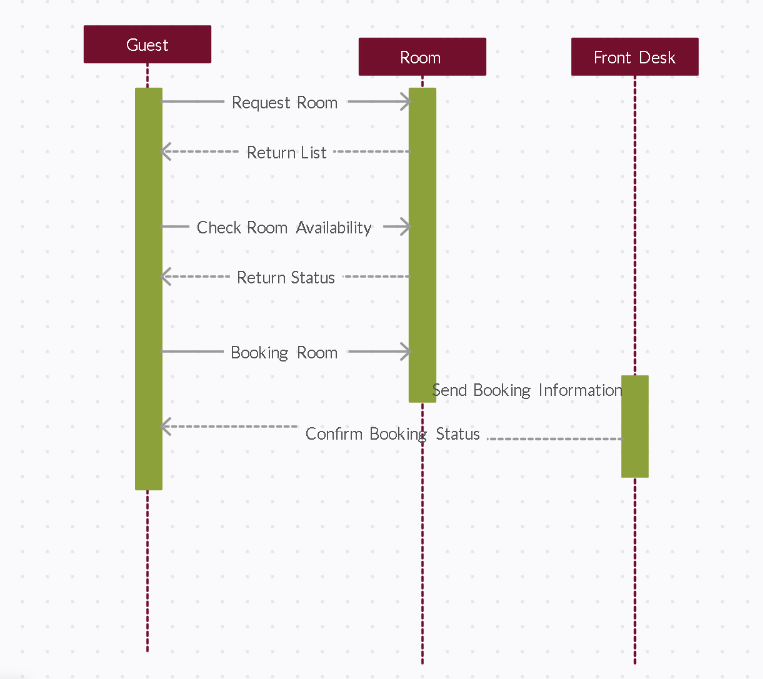 Guest
Room
Front Desk
Request Room
Return List
Check Room Availability
Return Status
Booking Room
Send Booking Information
Confirm Booking Status